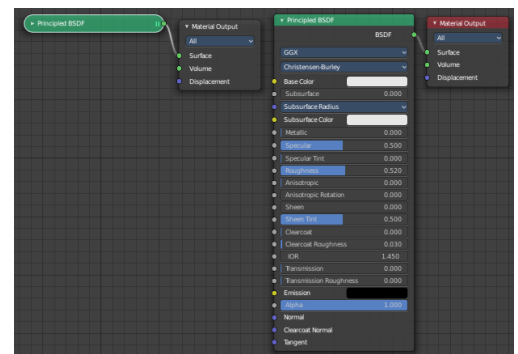 Principled BSDF
Material Output
All
Surface
Volume
Displacement
Principled BSDF
BSDF
GGX
Christensen-Burley
Base Color
Subsurface 0.000
Subsurface Radius
Subsurface Color
Metallic 0.000
Specular 0.500
Specular Tint 0.000
Roughness 0.520
Anisotropic 0.000
Anisotropic Rotation 0.000
Sheen 0.000
Sheen Tint 0.500
Clearcoat 0.000
Clearcoat Roughness 0.030
IOR 1.450
Transmission 0.000
Transmission Roughness 0.000
Emission
Alpha 1.000
Normal
Clearcoat Normal
Tangent
Material Output
All
Surface
Volume
Displacement